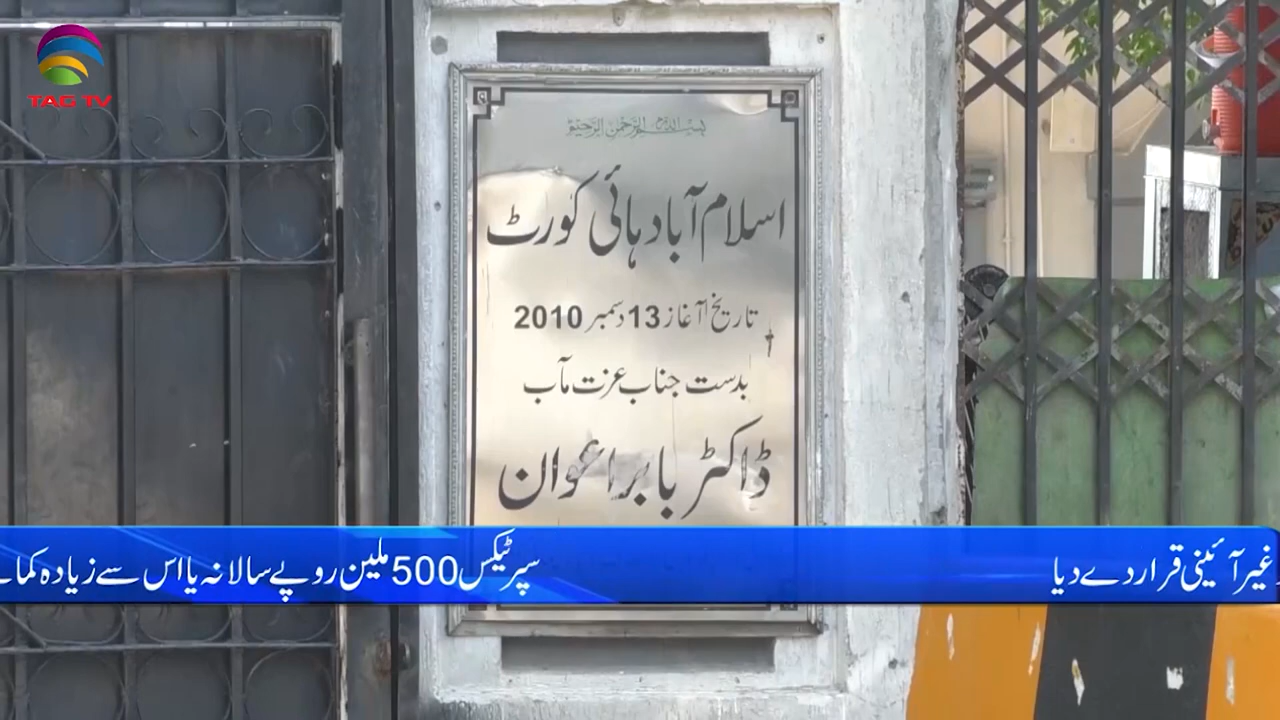 TAG TV
بسم اللہ الرحمن الرحیم
اسلام آباد ہائی کورٹ
تاریخ آغاز 13 دسمبر 2010
بدست جناب عزت مآب
ڈاکٹر بابر اعوان
غیر آئینی قرار دے دیا
سپر ٹیکس 500 ملین روپے سالانہ یا اس سے زیادہ